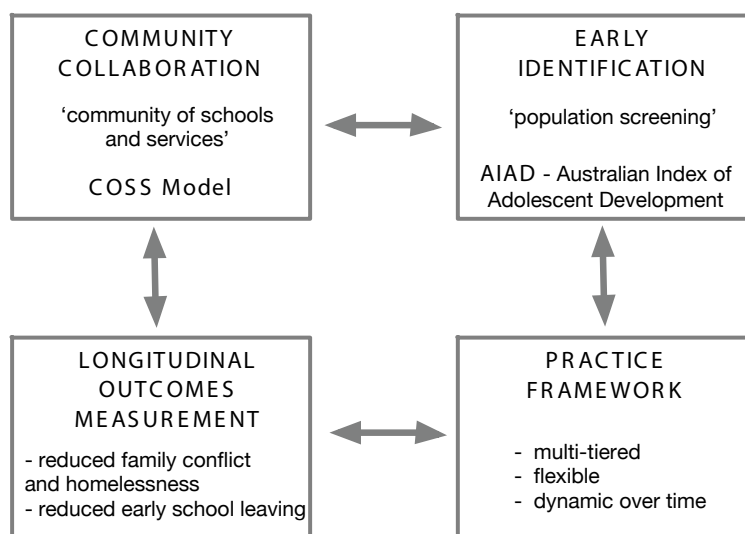 COMMUNITY
COLLABORATION
‘community of schools
and services’
COSS Model
EARLY
IDENTIFICATION
‘population screening’
AIAD - Australian Index of
Adolescent Development
LONGITUDINAL
OUTCOMES
MEASUREMENT
- reduced family conflict
and homelessness
- reduced early school leaving
PRACTICE
FRAMEWORK
- multi-tiered
- flexible
- dynamic over time